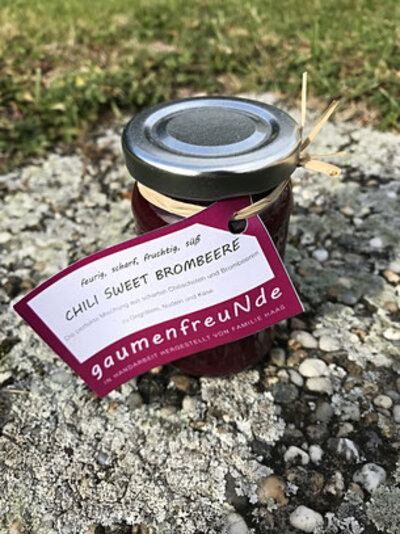 feurig, scharf, fruchtig, süß
CHILI SWEET BROMBEERE
Die perfekte Mischung aus scharfen Chilischoten und Brombeeren
zu Gegrilltem, Nudeln und Käse
gaumenfreuNde
IN HANDARBEIT HERGESTELLT VON FAMILIE HAAG